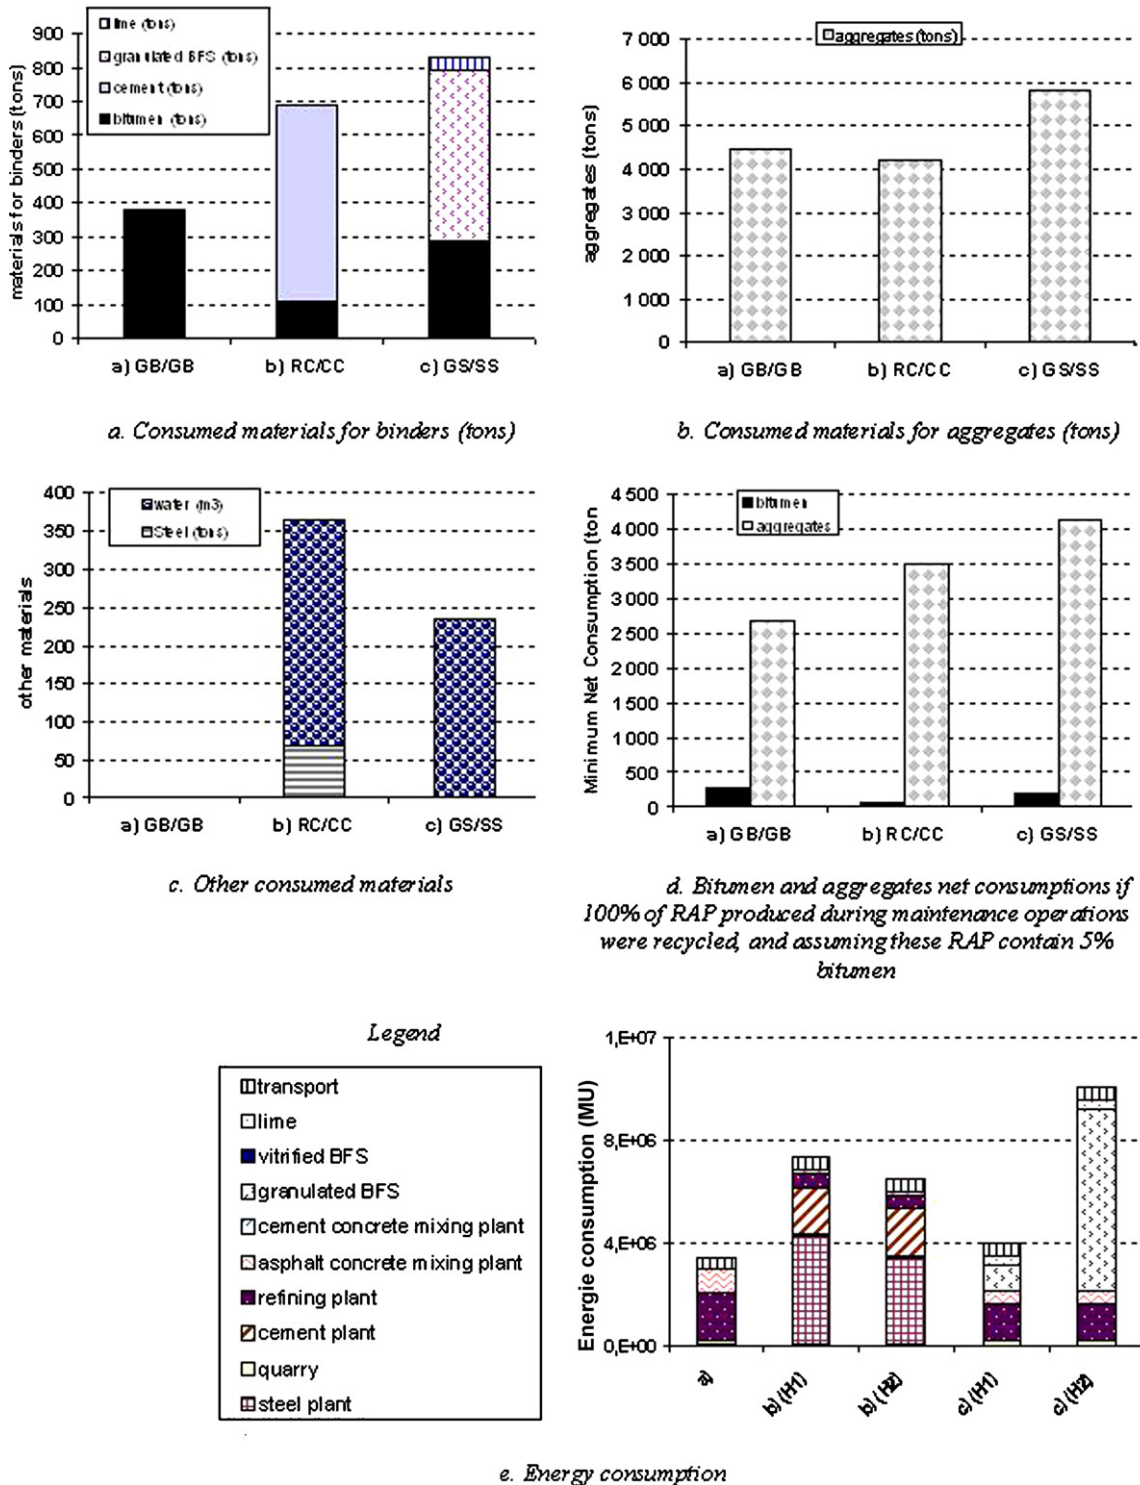 lime (tons)
granulated BFS (tons)
cement (tons)
bitumen (tons)
materials for binders (tons)
900
800
700
600
500
400
300
200
100
0
a) GB/GB b) RC/CC c) GS/SS
a. Consumed materials for binders (tons)
aggregates (tons)
aggregates (tons)
7 000
6 000
5 000
4 000
3 000
2 000
1 000
0
a) GB/GB b) RC/CC c) GS/SS
b. Consumed materials for aggregates (tons)
water (m3)
Steel (tons)
other materials
400
350
300
250
200
150
100
50
0
a) GB/GB b) RC/CC c) GS/SS
c. Other consumed materials
bitumen
aggregates
Minimum Net Consumption (ton
4 500
4 000
3 500
3 000
2 500
2 000
1 500
1 000
500
0
a) GB/GB b) RC/CC c) GS/SS
d. Bitumen and aggregates net consumptions if
100% of RAP produced during maintenance operations
were recycled, and assuming these RAP contain 5%
bitumen
Legend
transport
lime
vitrified BFS
granulated BFS
cement concrete mixing plant
asphalt concrete mixing plant
refining plant
cement plant
quarry
steel plant
Energie consumption (MU)
1,E+07
8,E+06
4,E+06
0,E+00
a) b) (H1) b) (H2) c) (H1) c) (H2)
e. Energy consumption